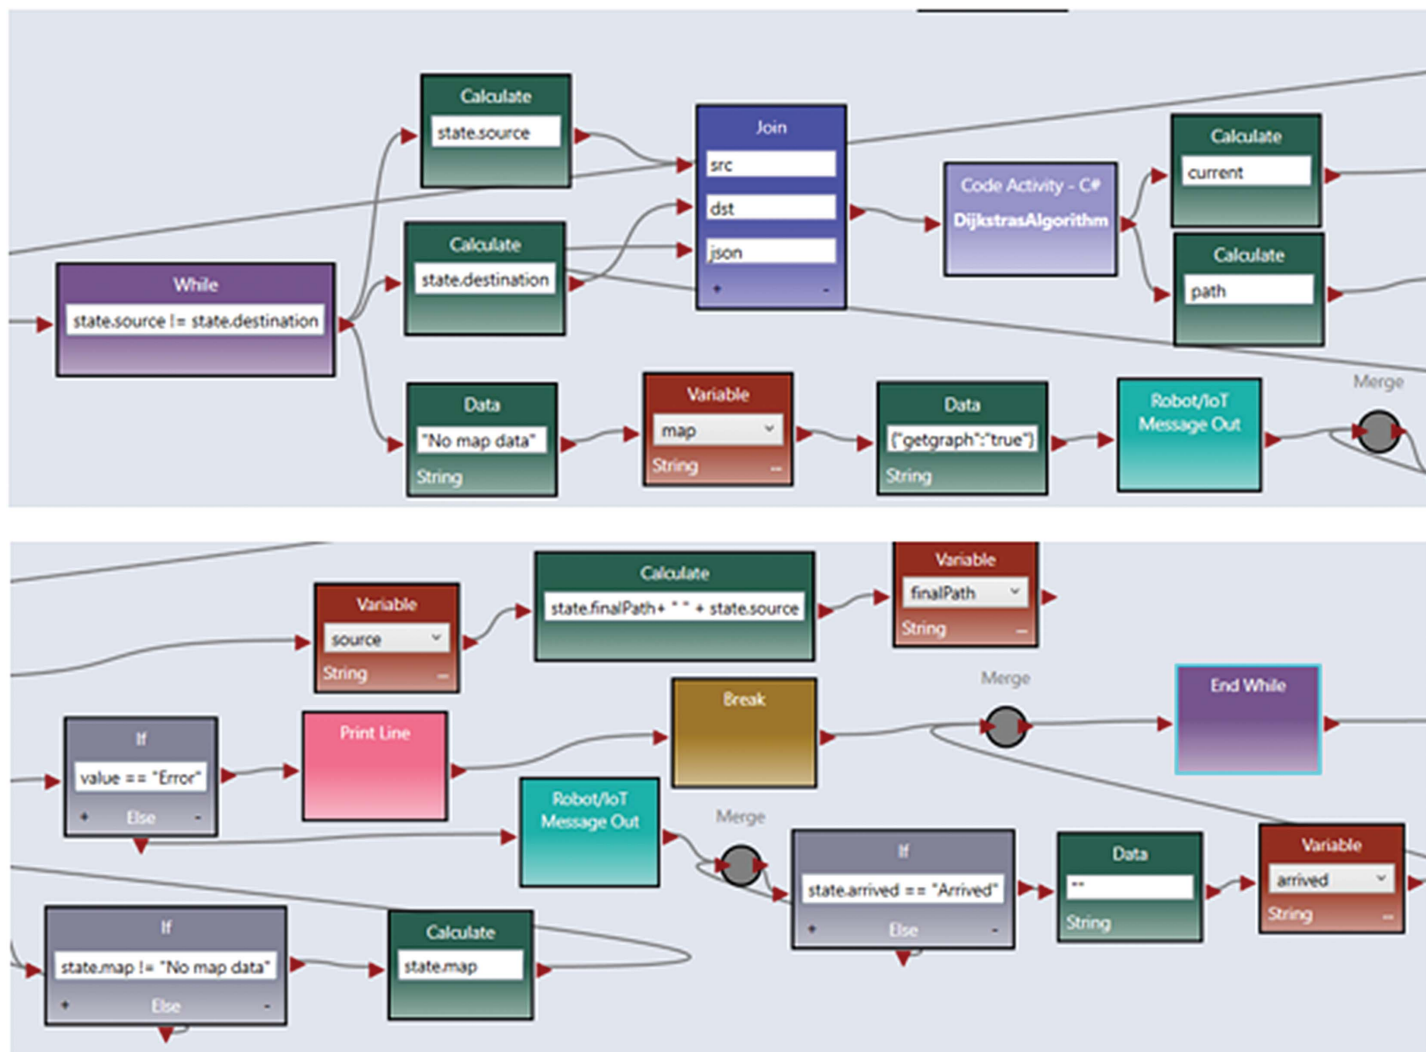 Calculate
state.source
Join
src
dst
json
+ -
Calculate
state.destination
While
state.source != state.destination
Code Activity - C#
DijkstrasAlgorithm
Calculate
current
Calculate
path
Data
"No map data"
String
Variable
map
String ...
Data
{"getgraph":"true"}
String
Robot/IoT
Message Out
Merge
Variable
source
String ...
Calculate
state.finalPath+ " " + state.source
Variable
finalPath
String ...
If
value == "Error"
+ Else -
Print Line
Break
Merge
End While
Robot/IoT
Message Out
Merge
If
state.arrived == "Arrived"
+ Else -
Data
""
String
Variable
arrived
String ...
If
state.map != "No map data"
+ Else -
Calculate
state.map